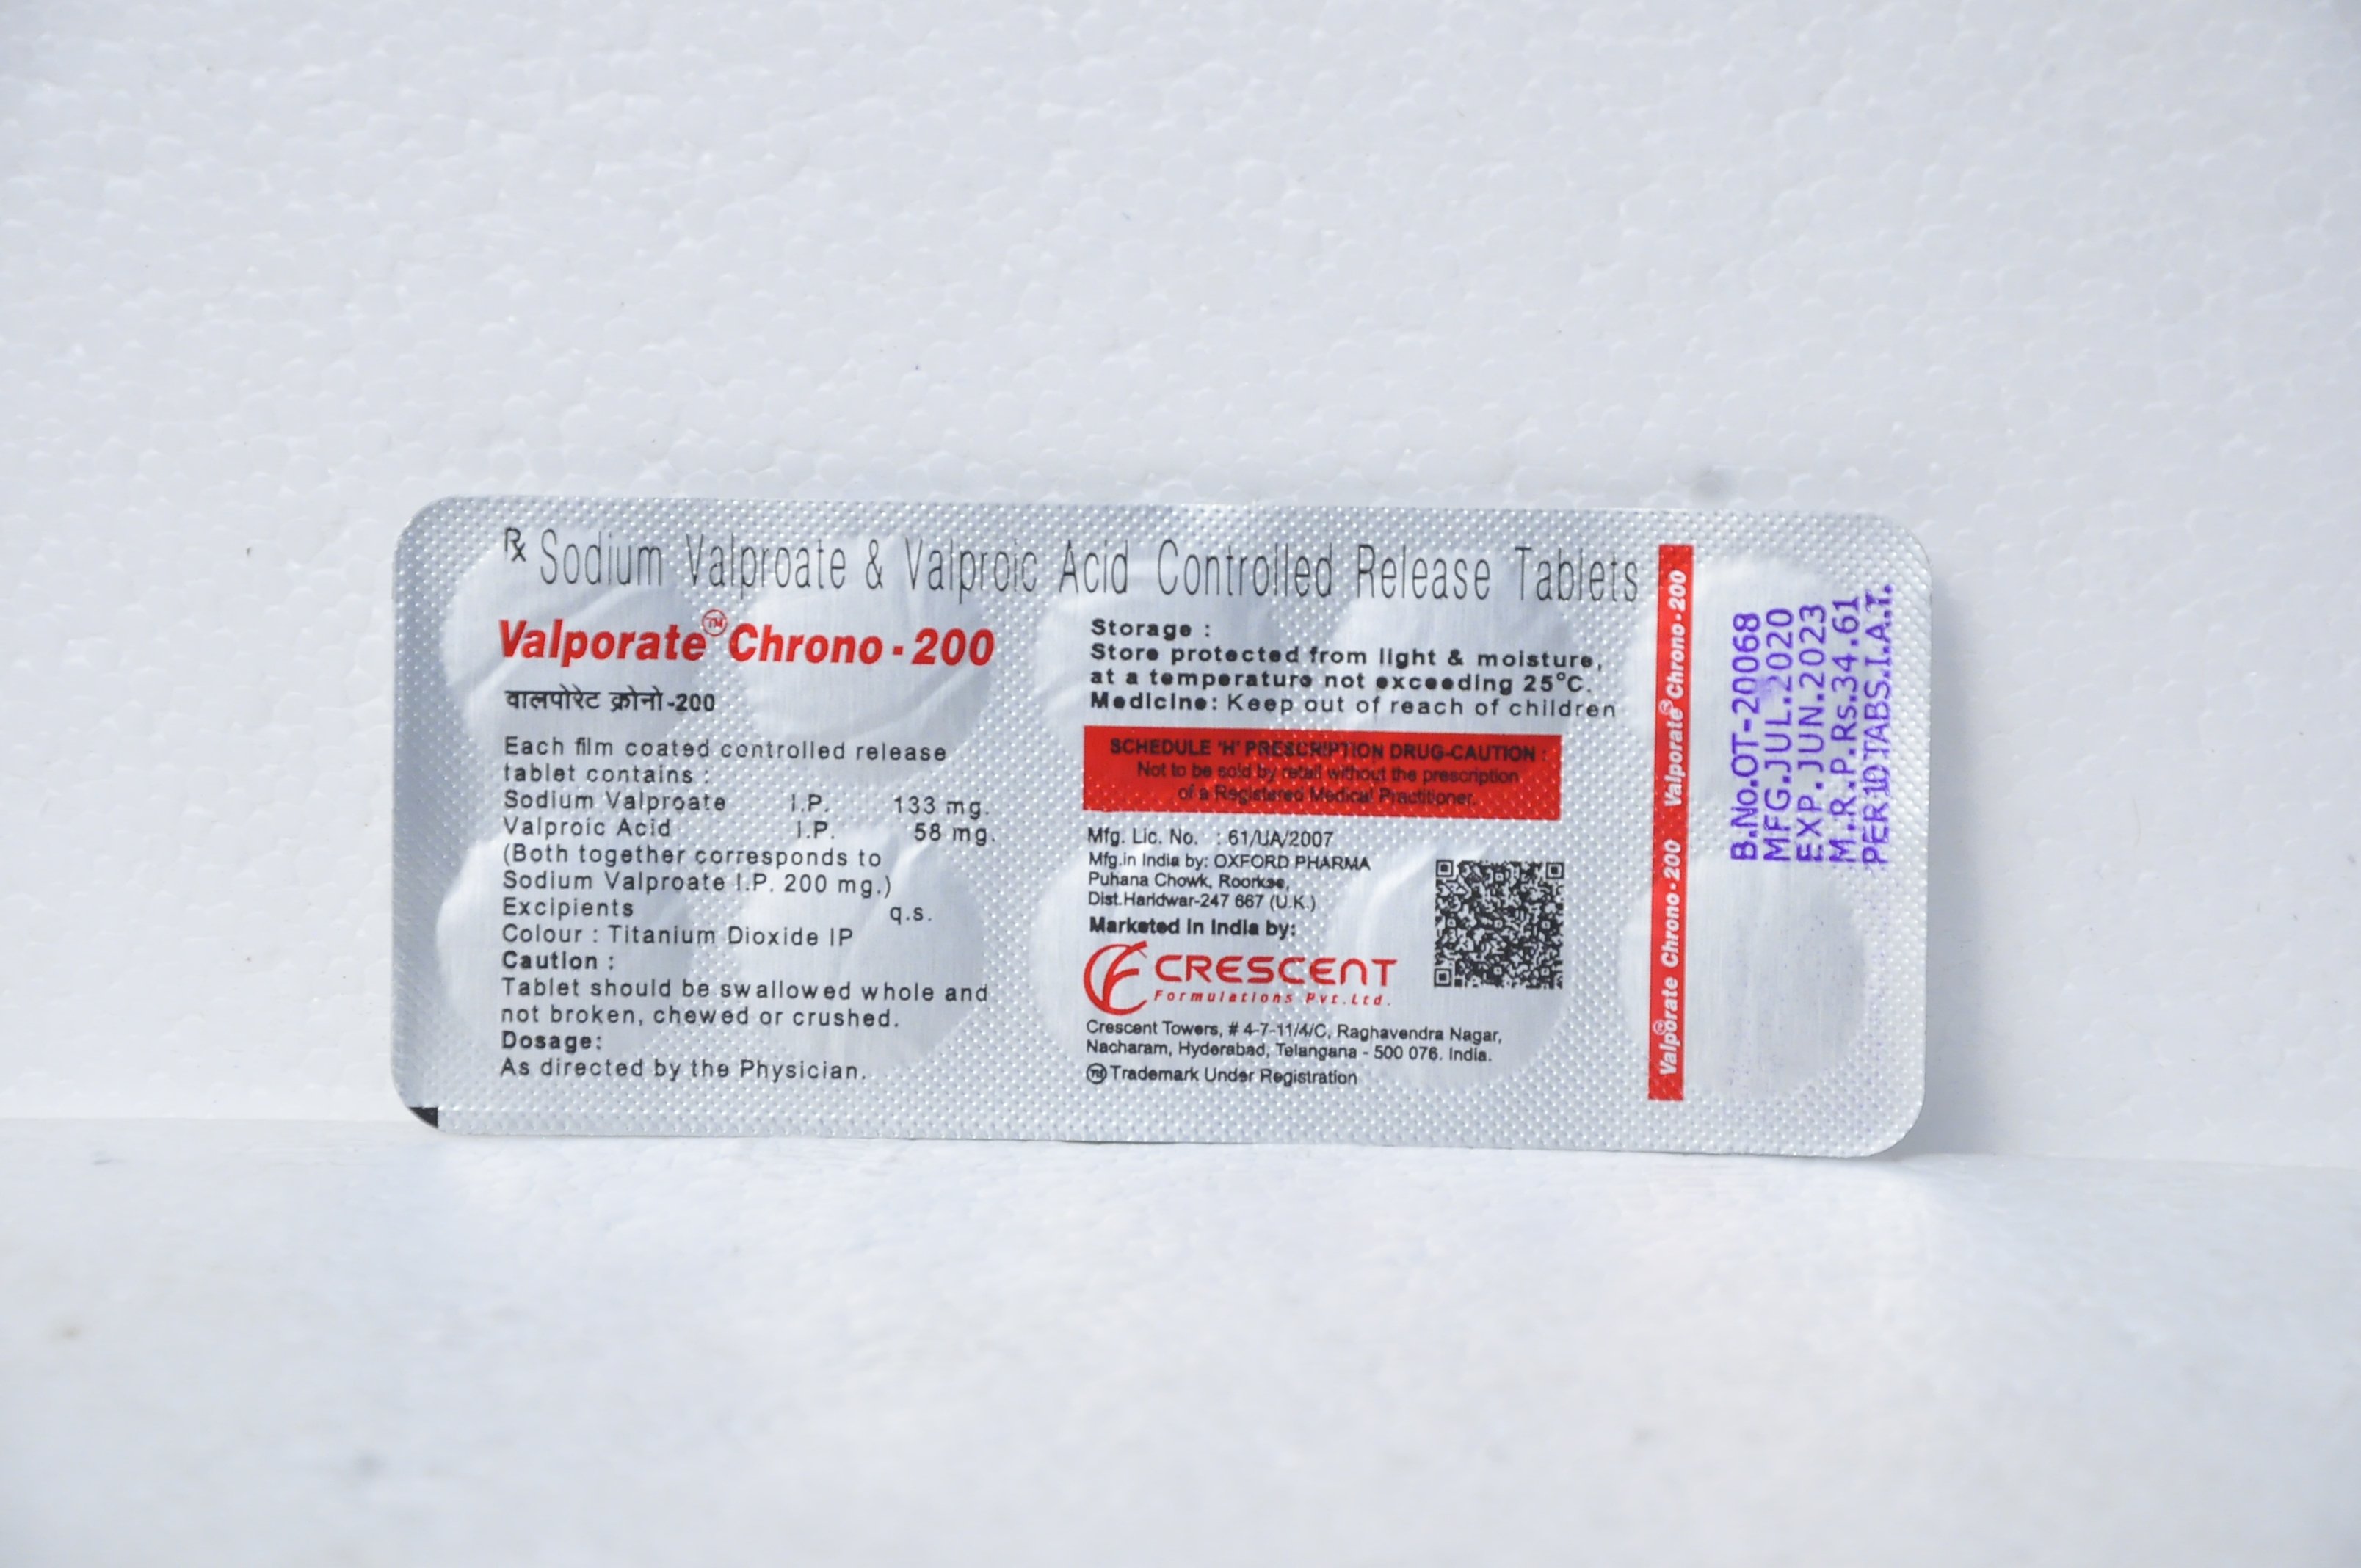 Rx Sodium Valproate & Valproic Acid Controlled Release Tablets
Valporate™ Chrono - 200
वालपोरेट क्रोनो-200
Each film coated controlled release
tablet contains :
Sodium Valproate I.P. 133 mg.
Valproic Acid I.P. 58 mg.
(Both together corresponds to
Sodium Valproate I.P. 200 mg.)
Excipients q.s.
Colour : Titanium Dioxide IP
Caution :
Tablet should be swallowed whole and
not broken, chewed or crushed.
Dosage:
As directed by the Physician.
Storage :
Store protected from light & moisture,
at a temperature not exceeding 25°C.
Medicine: Keep out of reach of children
SCHEDULE 'H' PRESCRIPTION DRUG-CAUTION :
Not to be sold by retail without the prescription
of a Registered Medical Practitioner.
Mfg. Lic. No. : 61/UA/2007
Mfg.in India by: OXFORD PHARMA
Puhana Chowk, Roorkee,
Dist.Haridwar-247 667 (U.K.)
Marketed in India by:
CRESCENT
Formulations Pvt.Ltd.
Crescent Towers, # 4-7-11/4/C, Raghavendra Nagar,
Nacharam, Hyderabad, Telangana - 500 076. India.
™ Trademark Under Registration
Valporate™ Chrono - 200 Valporate™ Chrono - 200
B.No.OT-20068
MFG.JUL.2020
EXP.JUN.2023
M.R.P.Rs.34.61
PER10TABS.I.A.T.